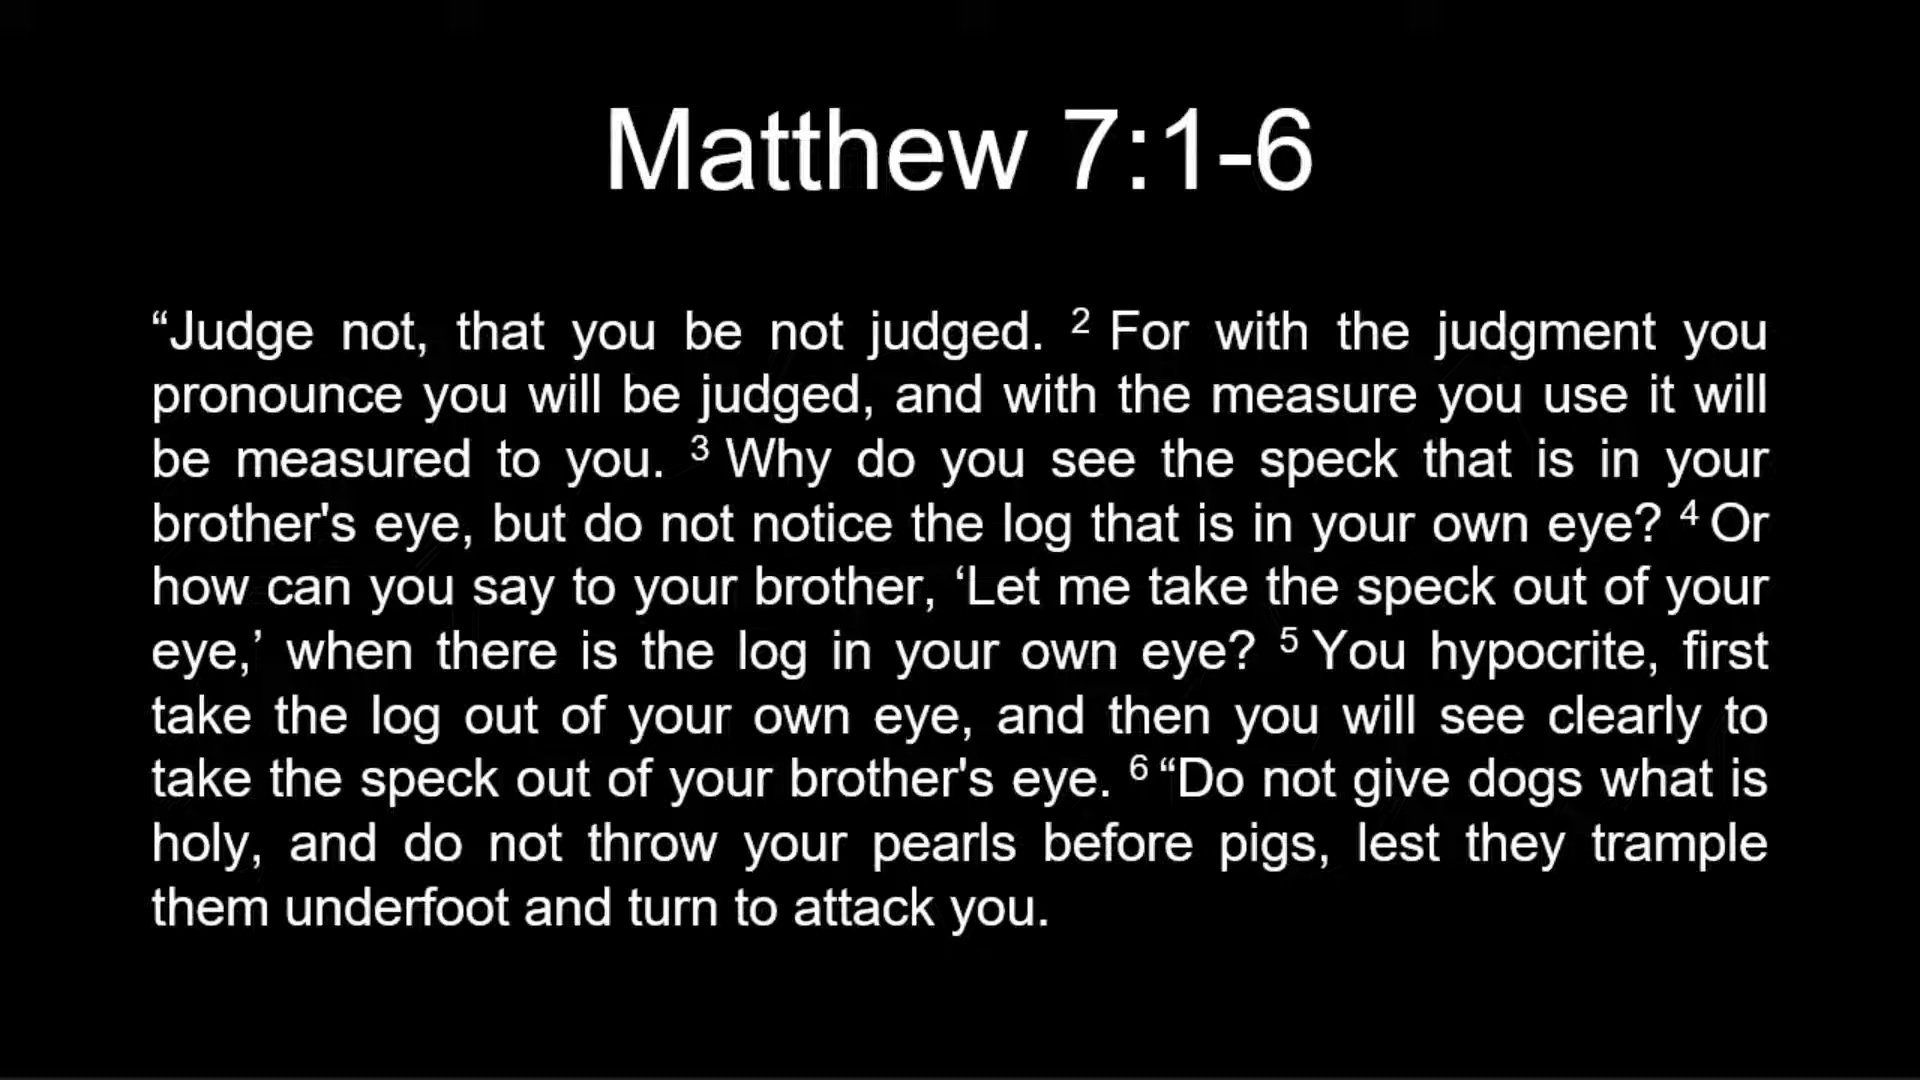 Matthew 7:1-6
“Judge not, that you be not judged. ² For with the judgment you
pronounce you will be judged, and with the measure you use it will
be measured to you. ³ Why do you see the speck that is in your
brother's eye, but do not notice the log that is in your own eye? ⁴ Or
how can you say to your brother, ‘Let me take the speck out of your
eye,’ when there is the log in your own eye? ⁵ You hypocrite, first
take the log out of your own eye, and then you will see clearly to
take the speck out of your brother's eye. ⁶ “Do not give dogs what is
holy, and do not throw your pearls before pigs, lest they trample
them underfoot and turn to attack you.